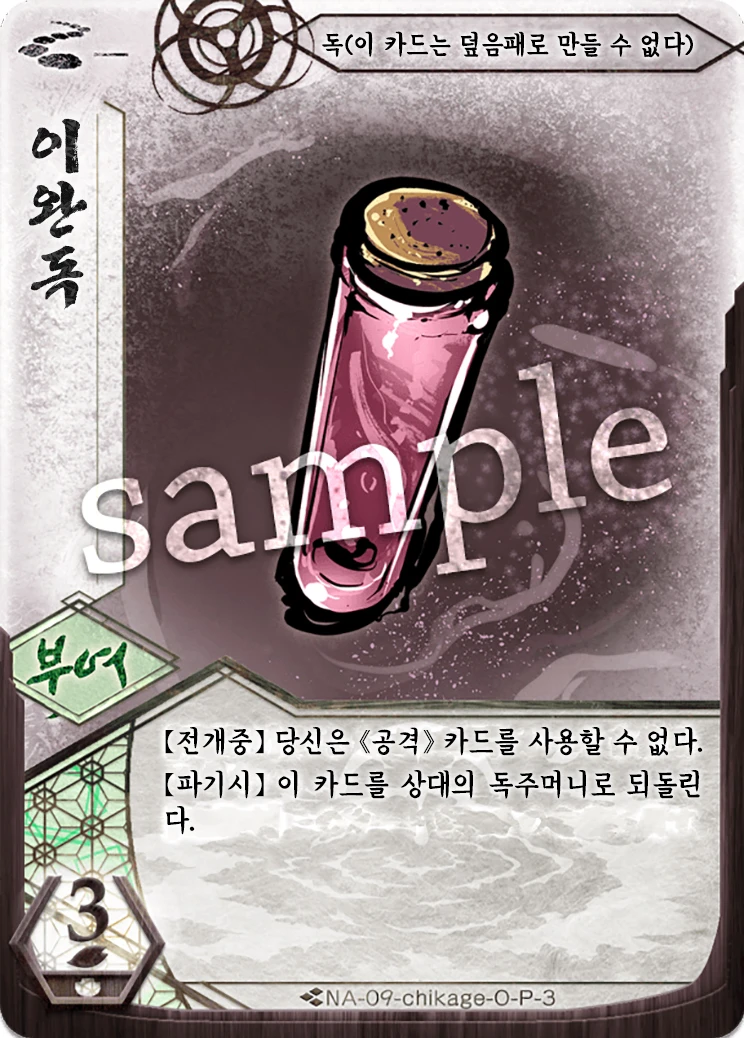 독(이 카드는 덮음패로 만들 수 없다)
이완독
sample
부여
【전개중】 당신은 《공격》 카드를 사용할 수 없다.
【파기시】 이 카드를 상대의 독주머니로 되돌린
다.
3
NA-09-chikage-O-P-3